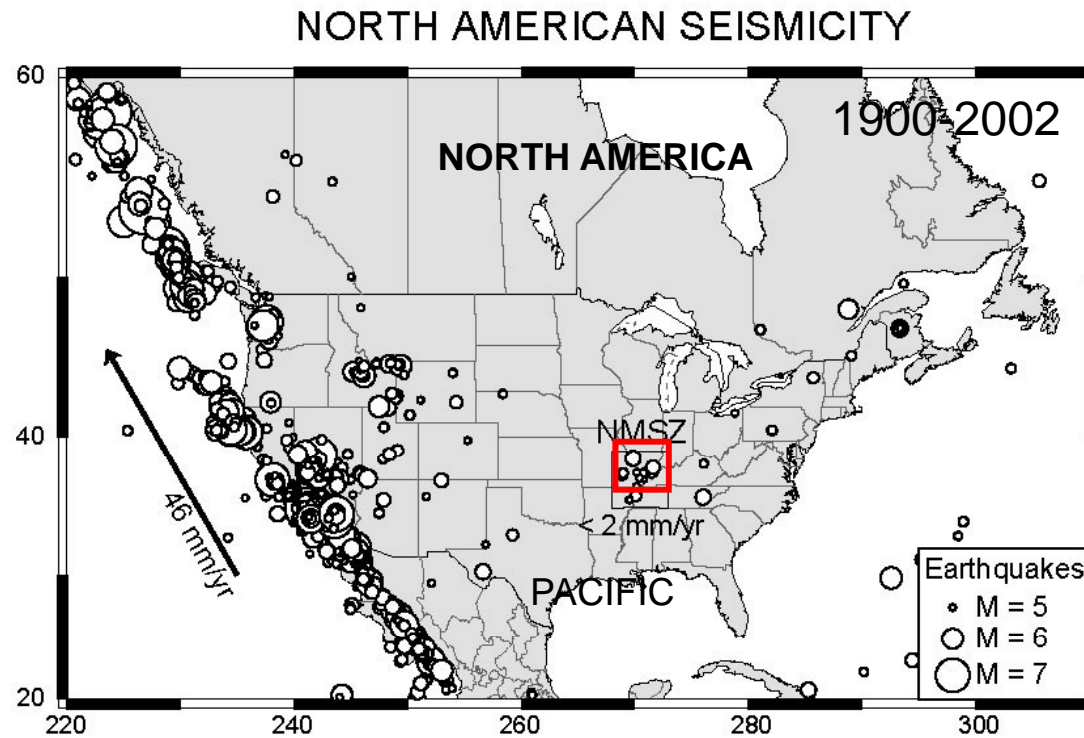 NORTH AMERICAN SEISMICITY
60
1900-2002
NORTH AMERICA
40
NMSZ
46 mm/yr
< 2 mm/yr
PACIFIC
Earthquakes
M = 5
M = 6
M = 7
20
220
240
260
280
300